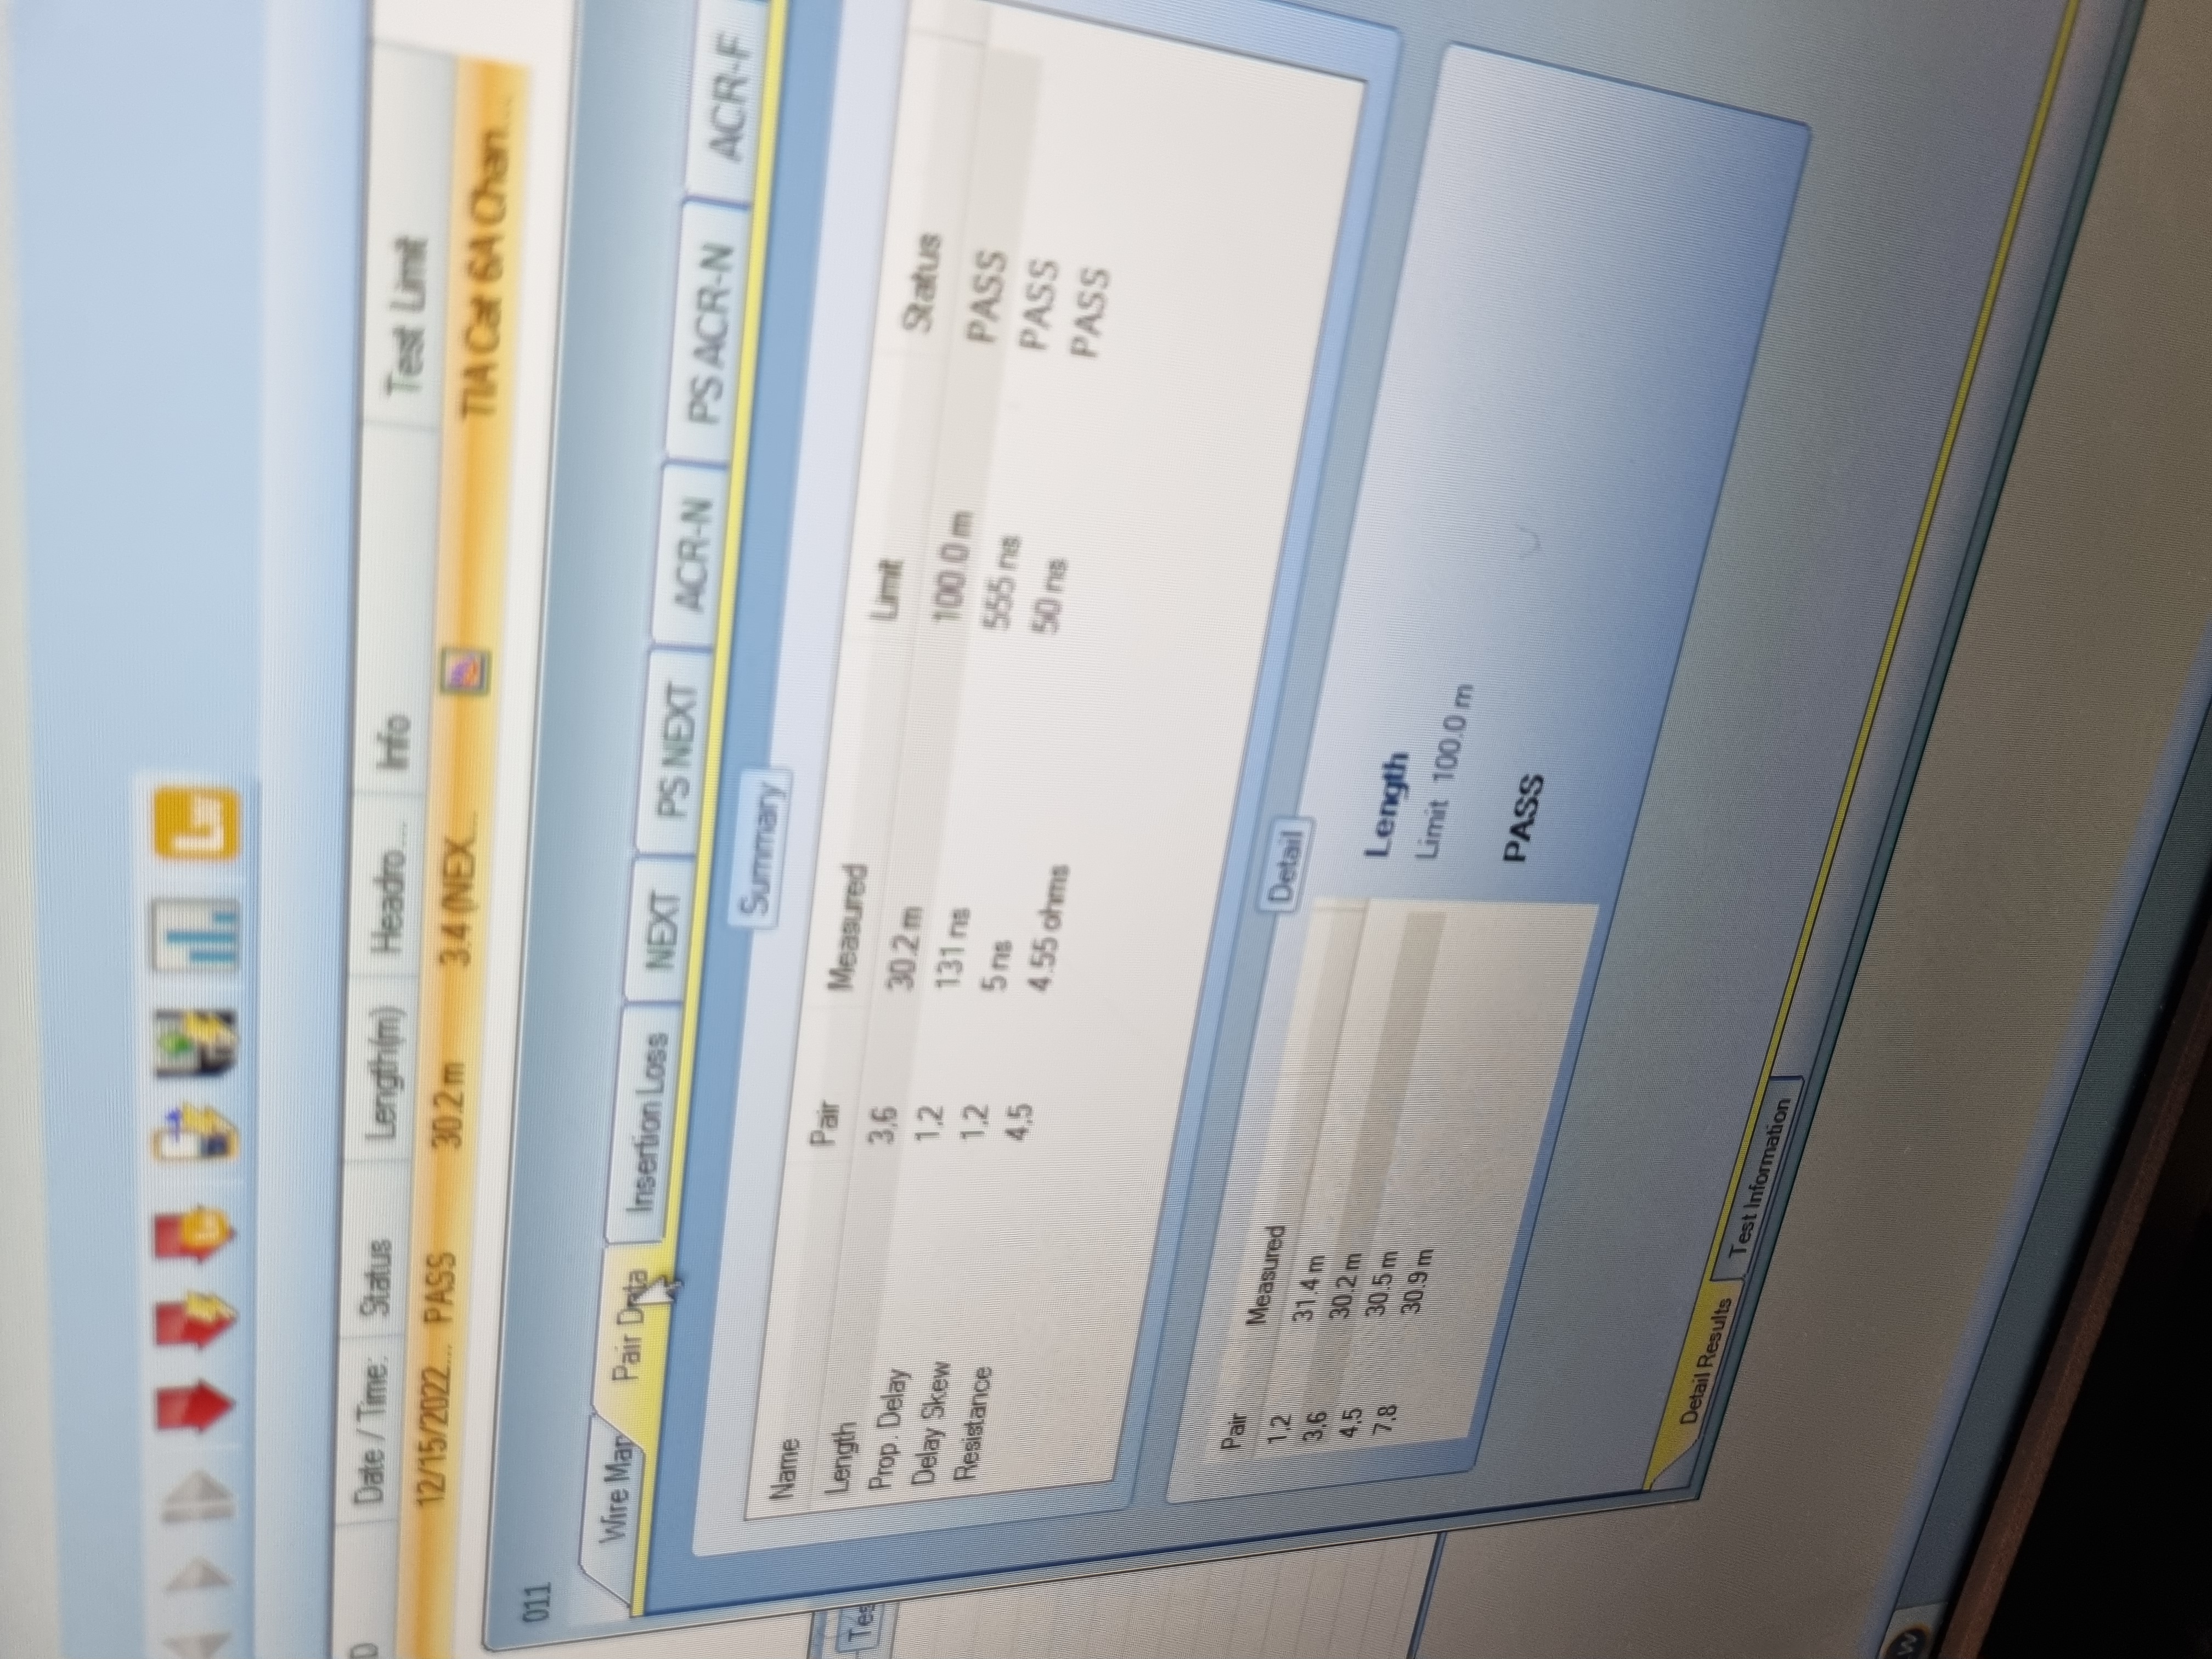 D Date / Time: Status Length(m) Headro... Info Test Limit
12/15/2022... PASS 30.2 m 3.4 (NEX... TIA Cat 6A Chan...
011
Wire Map Pair Data Insertion Loss NEXT PS NEXT ACR-N PS ACR-N ACR-F
Tes
Summary
Name Pair Measured Limit Status
Length 3,6 30.2 m 100.0 m PASS
Prop. Delay 1,2 131 ns 555 ns PASS
Delay Skew 1,2 5 ns 50 ns PASS
Resistance 4,5 4.55 ohms
Detail
Pair Measured
1,2 31.4 m
3,6 30.2 m
4,5 30.5 m
7,8 30.9 m
Length
Limit 100.0 m
PASS
Detail Results Test Information